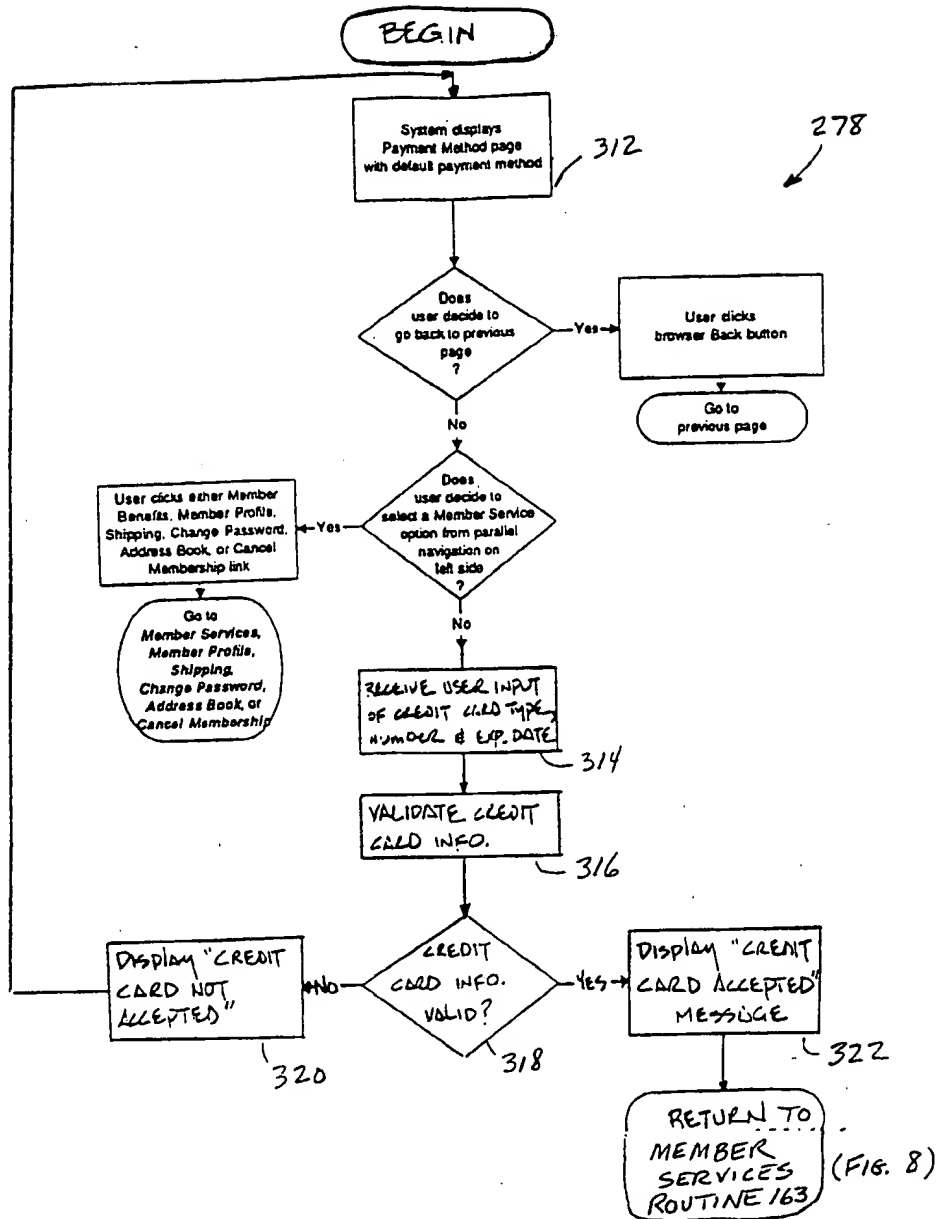 BEGIN
System displays
Payment Method page
with default payment method
312
278
Does
user decide to
go back to previous
page
?
Yes
User clicks
browser Back button
Go to
previous page
No
Does
user decide to
select a Member Service
option from parallel
navigation on
left side
?
Yes
User clicks either Member
Benefits, Member Profile,
Shipping, Change Password,
Address Book, or Cancel
Membership link
Go to
Member Services,
Member Profile,
Shipping,
Change Password,
Address Book, or
Cancel Membership
No
RECEIVE USER INPUT
OF CREDIT CARD TYPE,
NUMBER & EXP. DATE
314
VALIDATE CREDIT
CARD INFO.
316
CREDIT
CARD INFO.
VALID?
318
No
DISPLAY "CREDIT
CARD NOT
ACCEPTED"
320
YES
DISPLAY "CREDIT
CARD ACCEPTED"
MESSAGE
322
RETURN TO
MEMBER
SERVICES
ROUTINE 163
(FIG. 8)